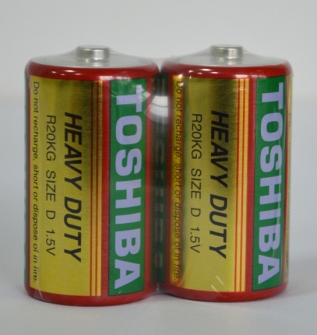 TOSHIBA
HEAVY DUTY
R20KG SIZE D 1.5V
Do not recharge, short or dispose of in fire.
TOSHIBA
HEAVY DUTY
R20KG SIZE D 1.5V
Do not recharge, short or dispose of in fire.